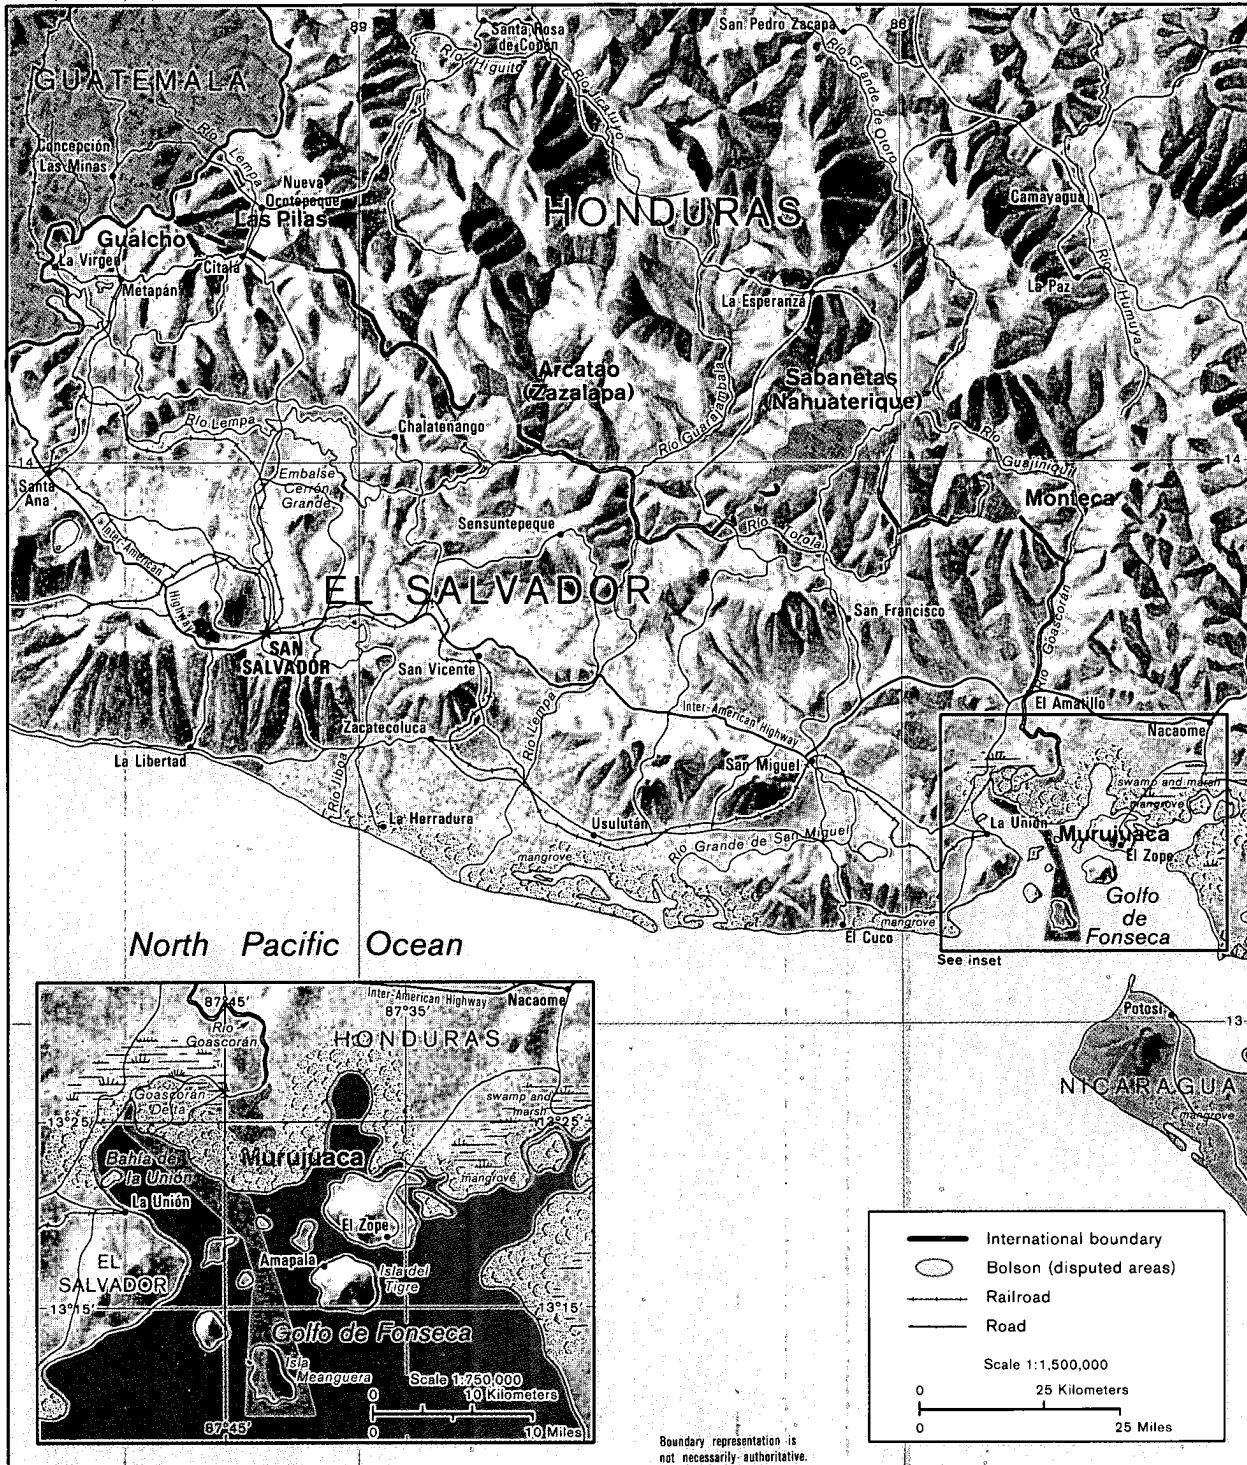 89
Santa Rosa
de Copán
San Pedro Zacapa
88
Río Higuito
GUATEMALA
Río Jicatuyo
Río Grande de Otoro
Concepción
Las Minas
Río Lempa
Nueva
Ocotepeque
Las Pilas
HONDURAS
Camayagua
Gualcho
La Virgen
Citalá
Metapán
La Paz
Río Humuya
La Esperanza
Arcatao
(Zazalapa)
Sabanetas
(Nahuaterique)
Río Guarajambala
Río Lempa
Chalatenango
14
Santa
Ana
Embalse
Cerrón
Grande
Río
Guajiniquil
Monteca
Sensuntepeque
Río Torola
Inter-American
Highway
EL SALVADOR
San Francisco
Río Goascorán
SAN
SALVADOR
San Vicente
El Amatillo
Río Lempa
Inter-American Highway
Zacatecoluca
Nacaome
La Libertad
San Miguel
swamp and marsh
mangrove
Río Jiboa
La Herradura
Usulután
La Unión
Murujuaca
Río Grande de San Miguel
El Zope
mangrove
Golfo
de
Fonseca
mangrove
El Cuco
North Pacific Ocean
See inset
87°45'
Inter-American Highway
Nacaome
87°35'
Río
Goascorán
HONDURAS
Potosí
13
NICARAGUA
mangrove
Goascorán
Delta
swamp and
marsh
13°25'
13°25'
Bahía de
la Unión
Murujuaca
mangrove
La Unión
El Zope
Amapala
EL
SALVADOR
Isla del
Tigre
13°15'
13°15'
Golfo de Fonseca
Isla
Meanguera
Scale 1:750,000
0 10 Kilometers
0 10 Miles
87°45'
International boundary
Bolson (disputed areas)
Railroad
Road
Scale 1:1,500,000
0 25 Kilometers
0 25 Miles
Boundary representation is
not necessarily authoritative.